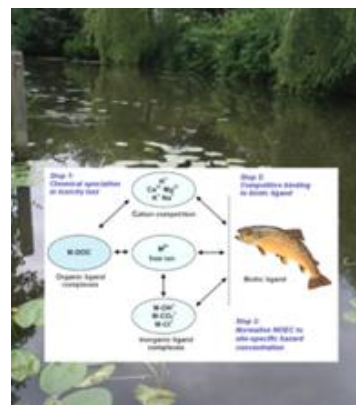 Step 1:
Chemical speciation
in toxicity test
H⁺
Ca²⁺ Mg²⁺
K⁺ Na⁺
Cation competition
Step 2:
Competitive binding
to biotic ligand
M-DOC
Organic ligand
complexes
M²⁺
free ion
Biotic ligand
M-OH⁺
M-CO₃
M-Cl⁺
Inorganic ligand
complexes
Step 3:
Normalise NOEC to
site-specific hazard
concentration